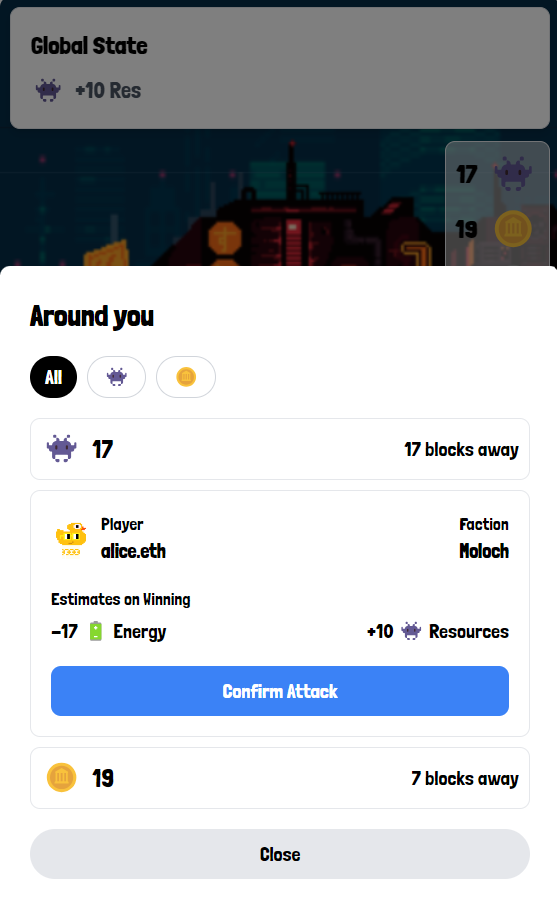 Global State
+10 Res
17
19
Around you
All
17
17 blocks away
Player
Faction
alice.eth
Moloch
Estimates on Winning
-17 Energy
+10 Resources
Confirm Attack
19
7 blocks away
Close